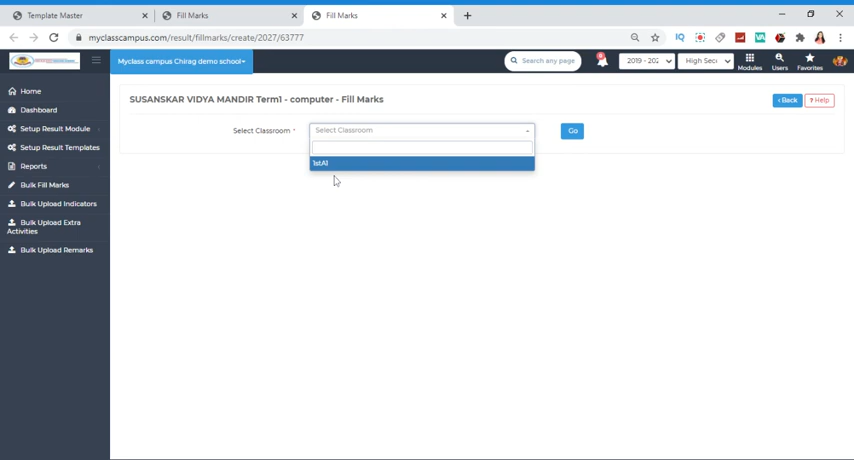 Template Master
Fill Marks
Fill Marks
myclasscampus.com/result/fillmarks/create/2027/63777
Myclass campus Chirag demo school
Search any page
2019 - 202
High Sec
Modules
Users
Favorites
Home
Dashboard
Setup Result Module
Setup Result Templates
Reports
Bulk Fill Marks
Bulk Upload Indicators
Bulk Upload Extra
Activities
Bulk Upload Remarks
SUSANSKAR VIDYA MANDIR Term1 - computer - Fill Marks
Back
? Help
Select Classroom *
Select Classroom
Go
1stA1